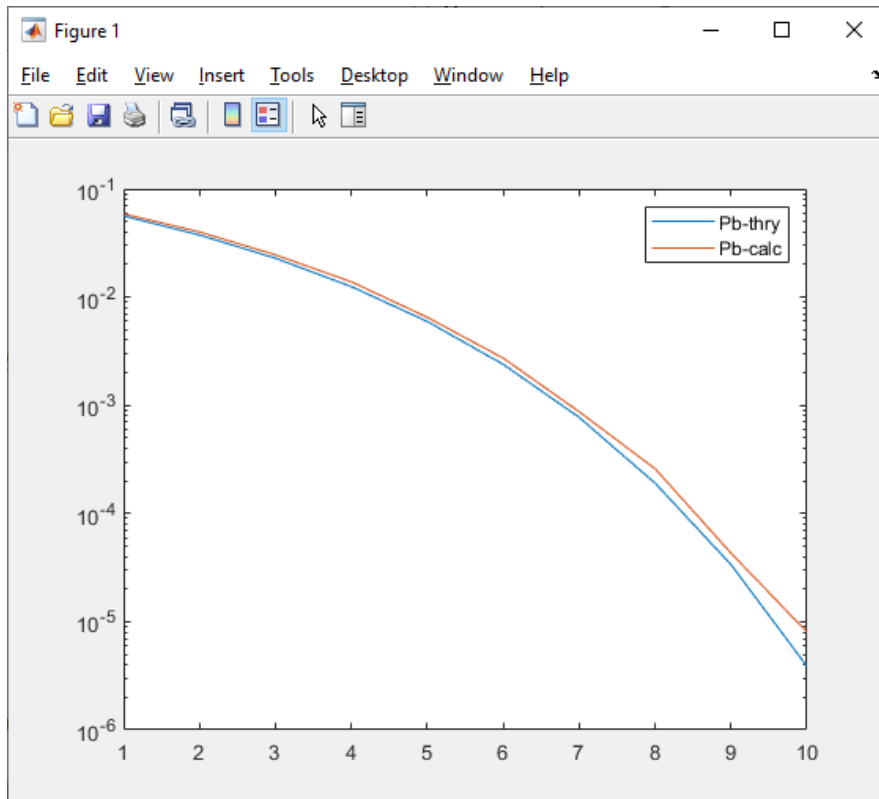 Figure 1
File Edit View Insert Tools Desktop Window Help
10-1
Pb-thry
Pb-calc
10-2
10-3
10-4
10-5
10-6
1 2 3 4 5 6 7 8 9 10